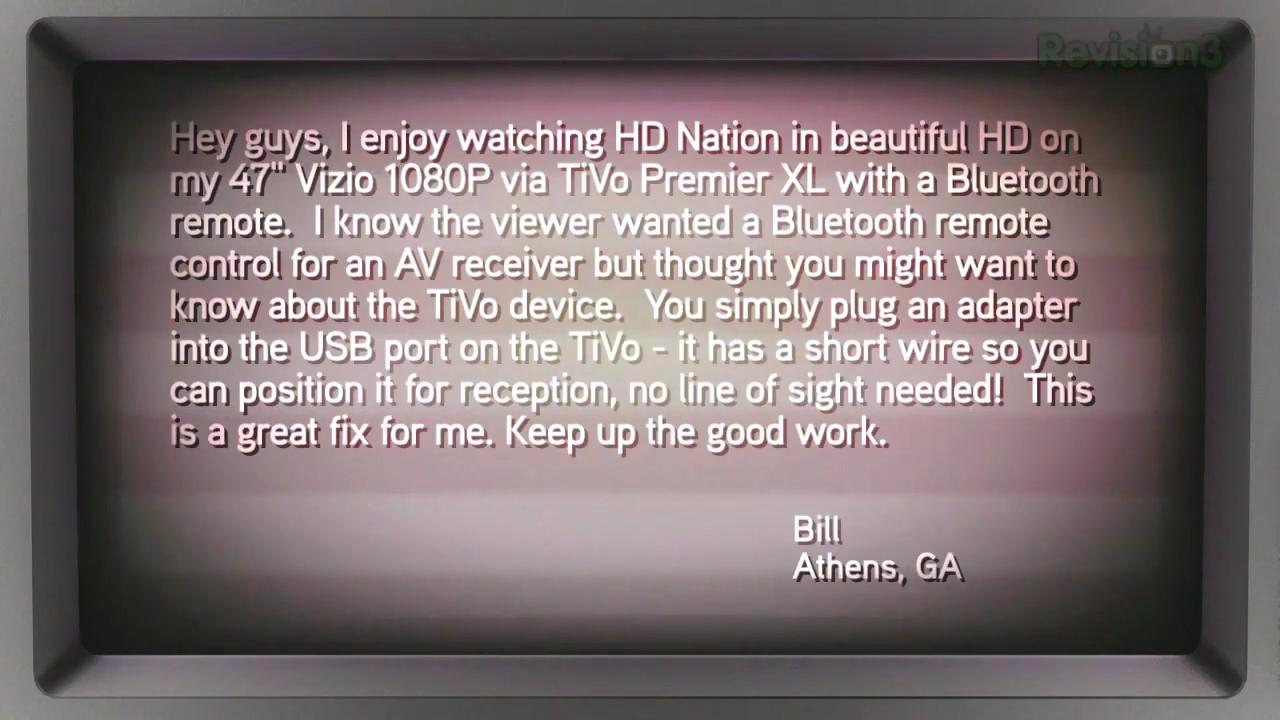 Revision3
Hey guys, I enjoy watching HD Nation in beautiful HD on
my 47" Vizio 1080P via TiVo Premier XL with a Bluetooth
remote.  I know the viewer wanted a Bluetooth remote
control for an AV receiver but thought you might want to
know about the TiVo device.  You simply plug an adapter
into the USB port on the TiVo - it has a short wire so you
can position it for reception, no line of sight needed!  This
is a great fix for me. Keep up the good work.
Bill
Athens, GA